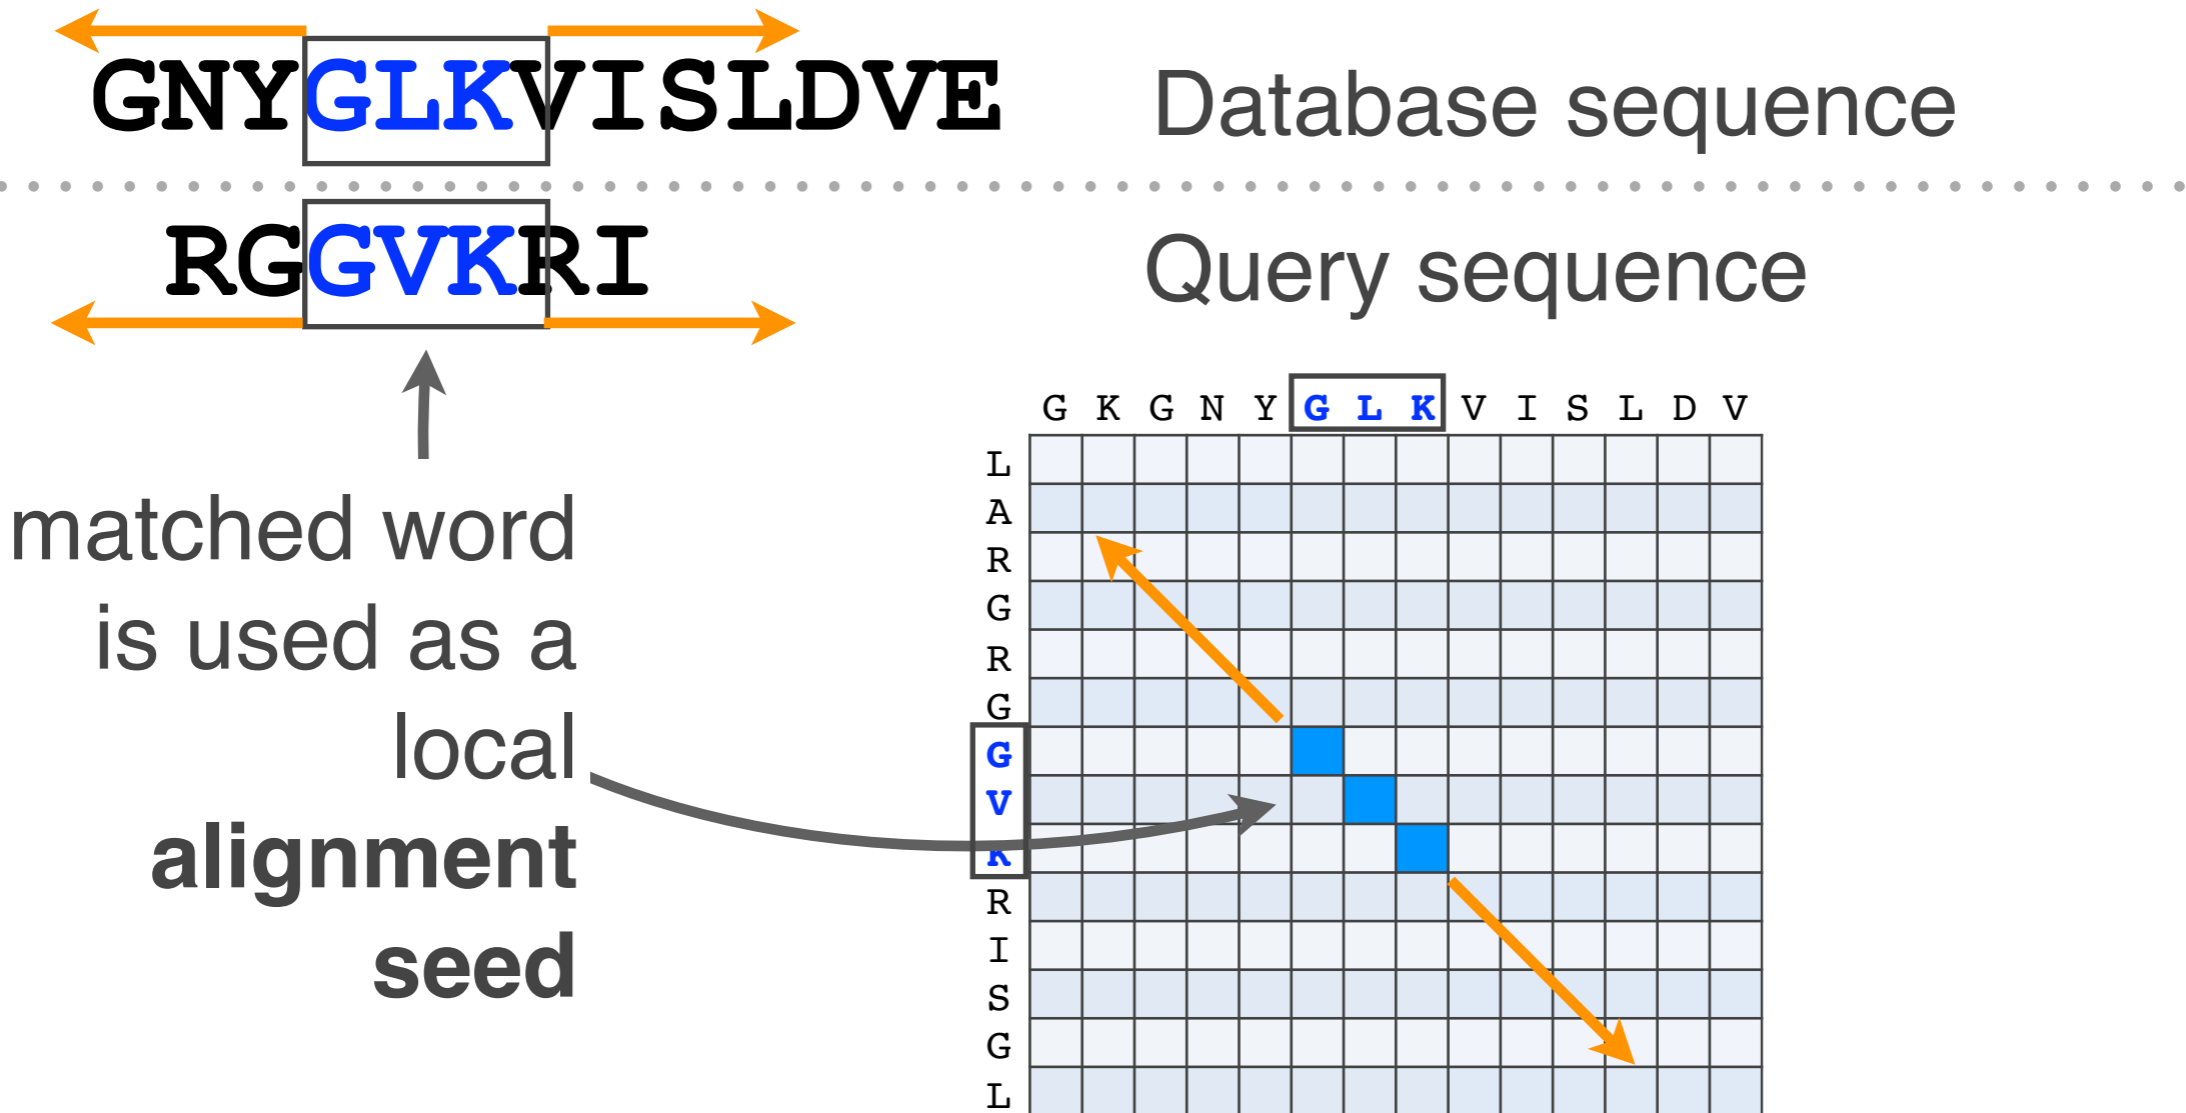 GNYGLKVISLDVE
Database sequence
RGGVKRI
Query sequence
matched word
is used as a
local
alignment
seed
G K G N Y G L K V I S L D V
L
A
R
G
R
G
G
V
K
R
I
S
G
L